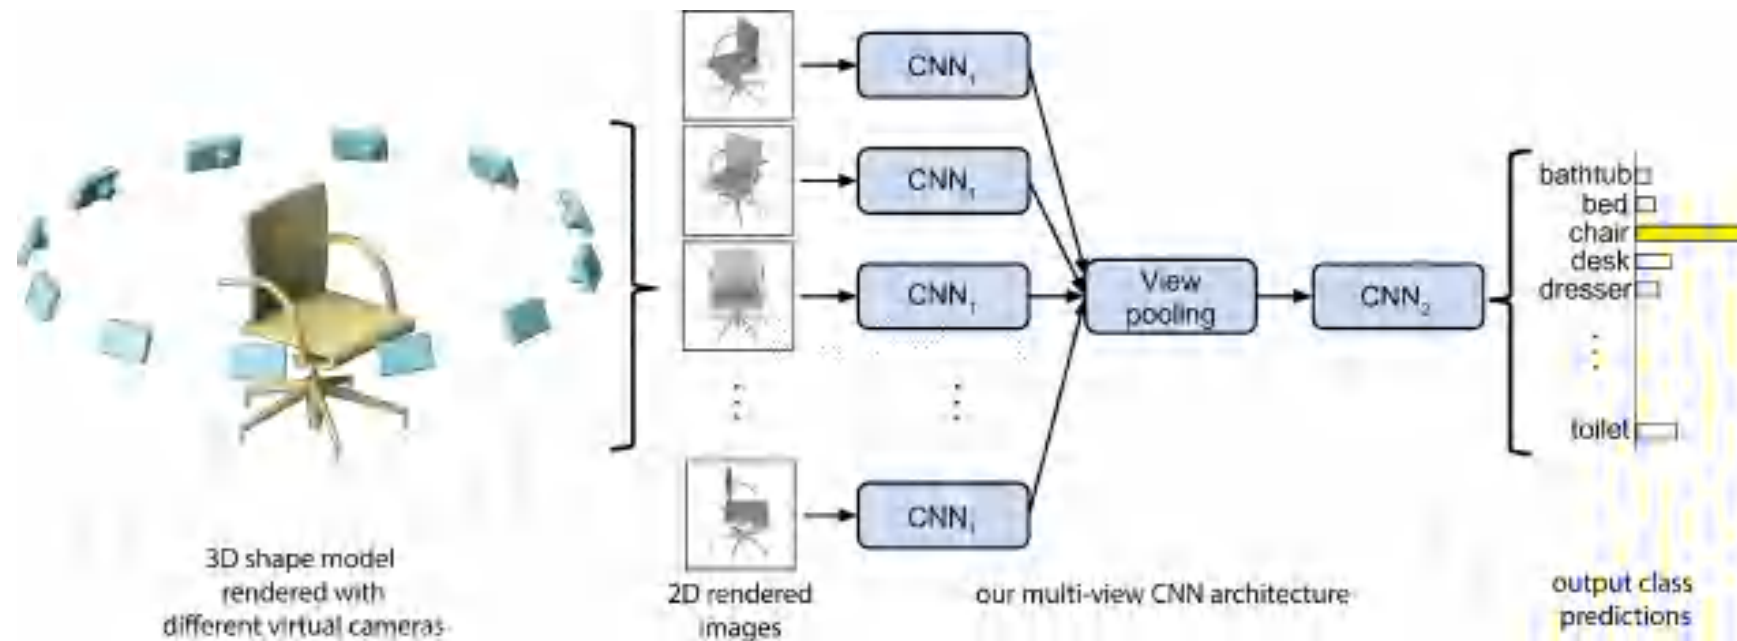 CNN₁
CNN₁
CNN₁
CNN₁
View
pooling
CNN₂
bathtub
bed
chair
desk
dresser
toilet
3D shape model
rendered with
different virtual cameras
2D rendered
images
our multi-view CNN architecture
output class
predictions